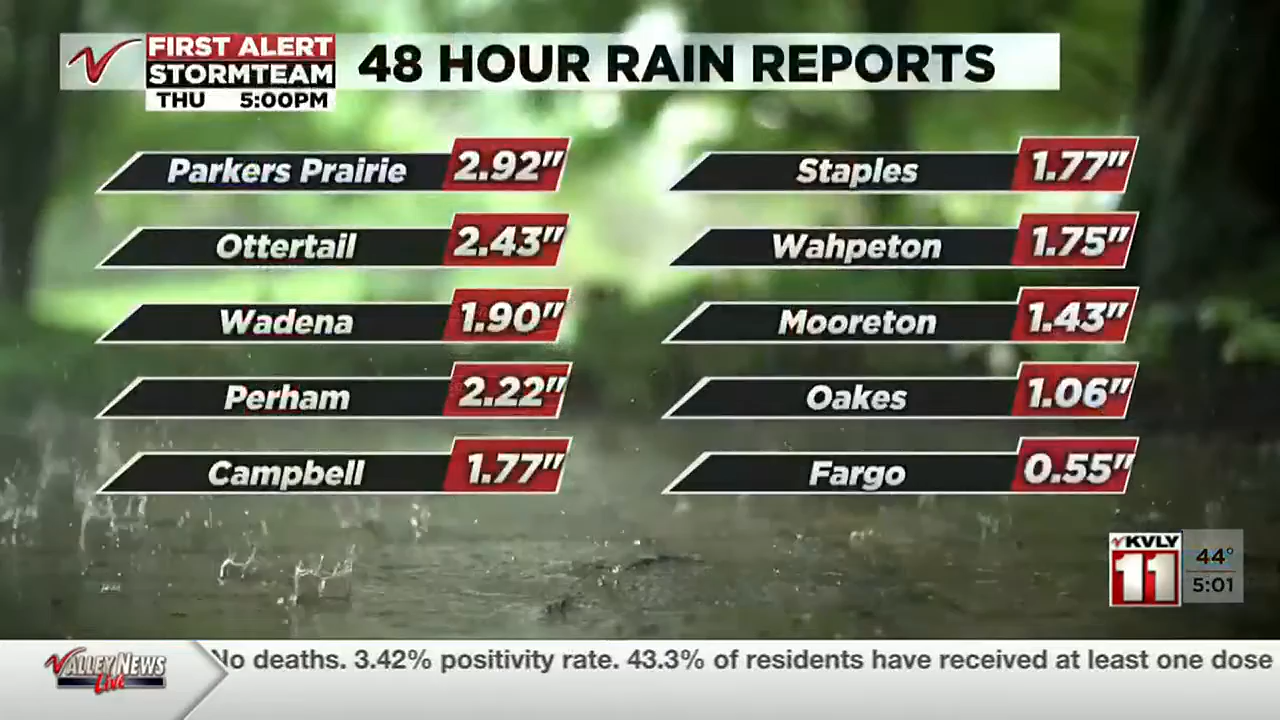 FIRST ALERT
STORMTEAM
THU 5:00PM
48 HOUR RAIN REPORTS
Parkers Prairie 2.92"
Ottertail 2.43"
Wadena 1.90"
Perham 2.22"
Campbell 1.77"
Staples 1.77"
Wahpeton 1.75"
Mooreton 1.43"
Oakes 1.06"
Fargo 0.55"
KVLY
11
44°
5:01
VALLEY NEWS
Live
No deaths. 3.42% positivity rate. 43.3% of residents have received at least one dose